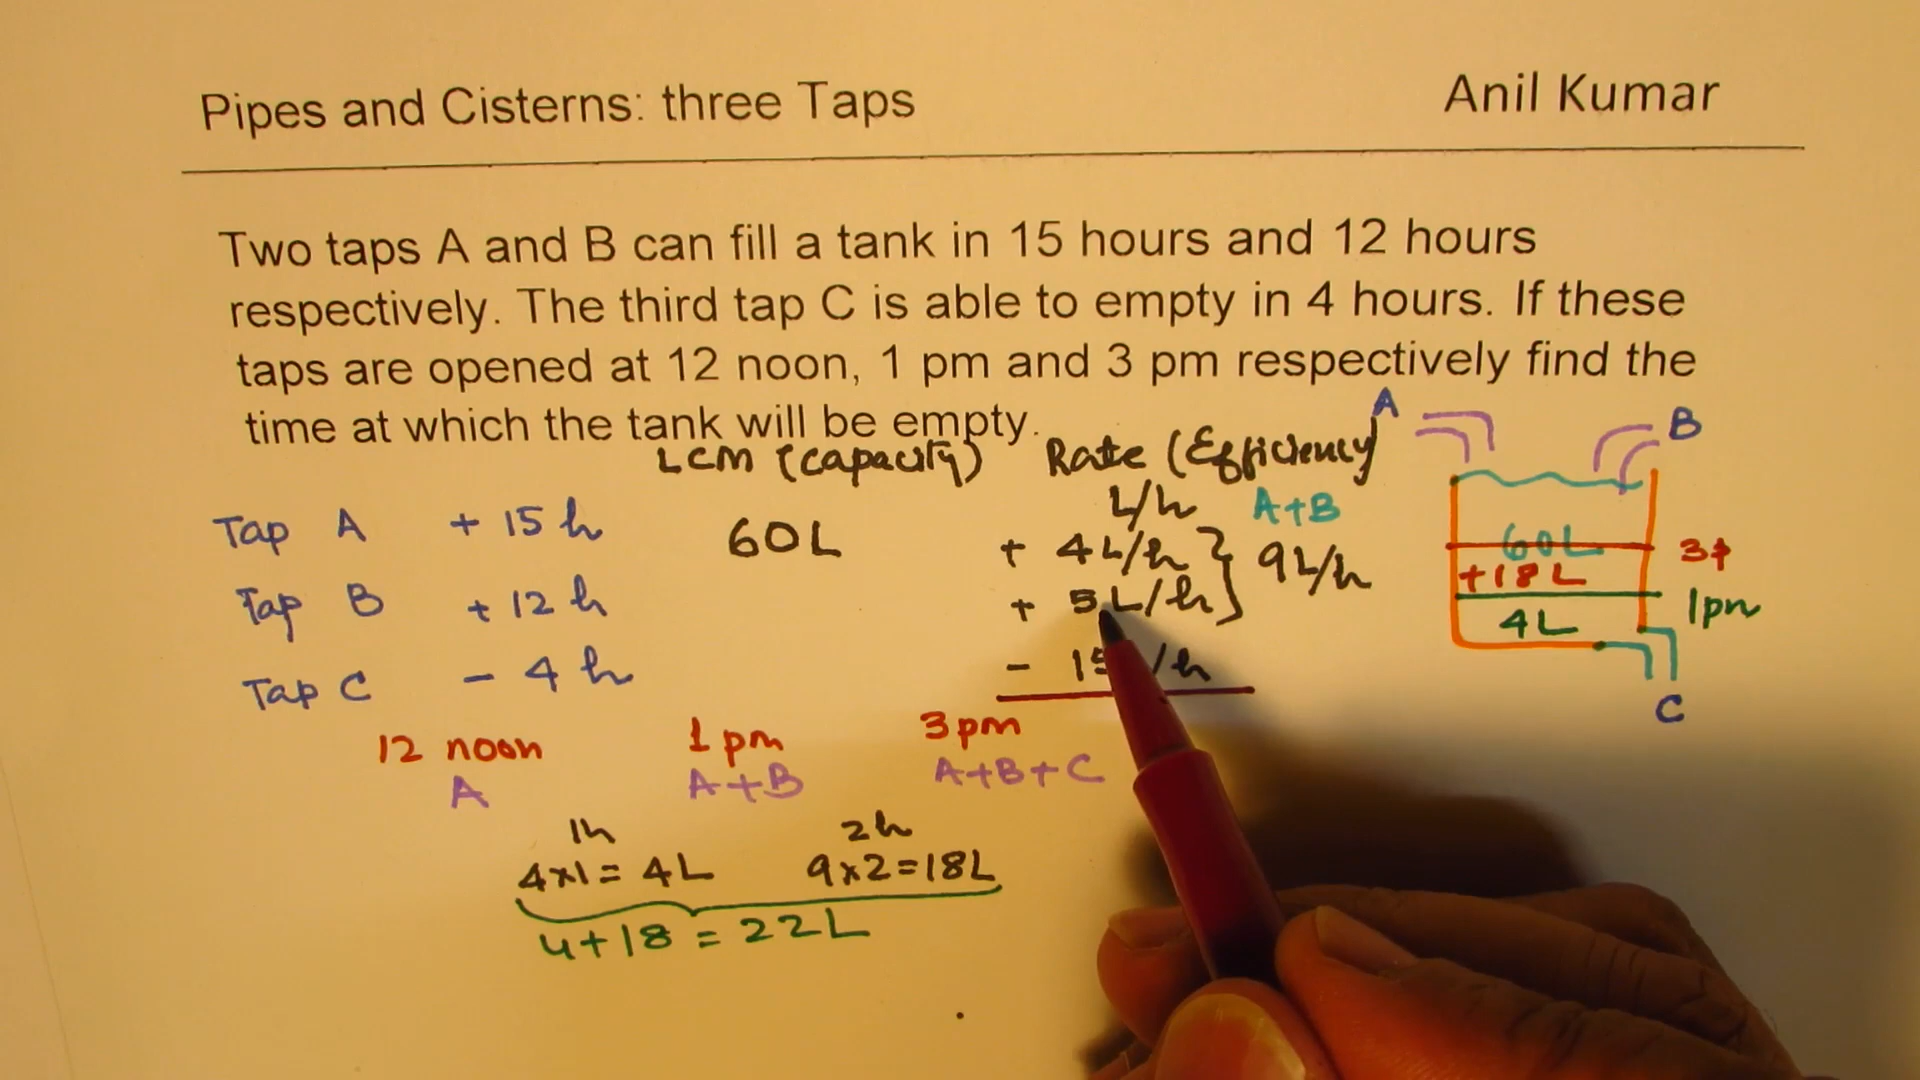 Pipes and Cisterns: three Taps Anil Kumar
Two taps A and B can fill a tank in 15 hours and 12 hours
respectively. The third tap C is able to empty in 4 hours. If these
taps are opened at 12 noon, 1 pm and 3 pm respectively find the
time at which the tank will be empty.
A B
LCM (Capacity) Rate (Efficiency)
L/h A+B
Tap A + 15 h 60L + 4L/h } 9L/h
Tap B + 12 h + 5L/h
Tap C - 4 h - 15 /h
60L 3p
+18L
4L 1pm
C
12 noon 1 pm 3 pm
A A+B A+B+C
1h 2h
4x1 = 4L 9x2=18L
4+18 = 22L